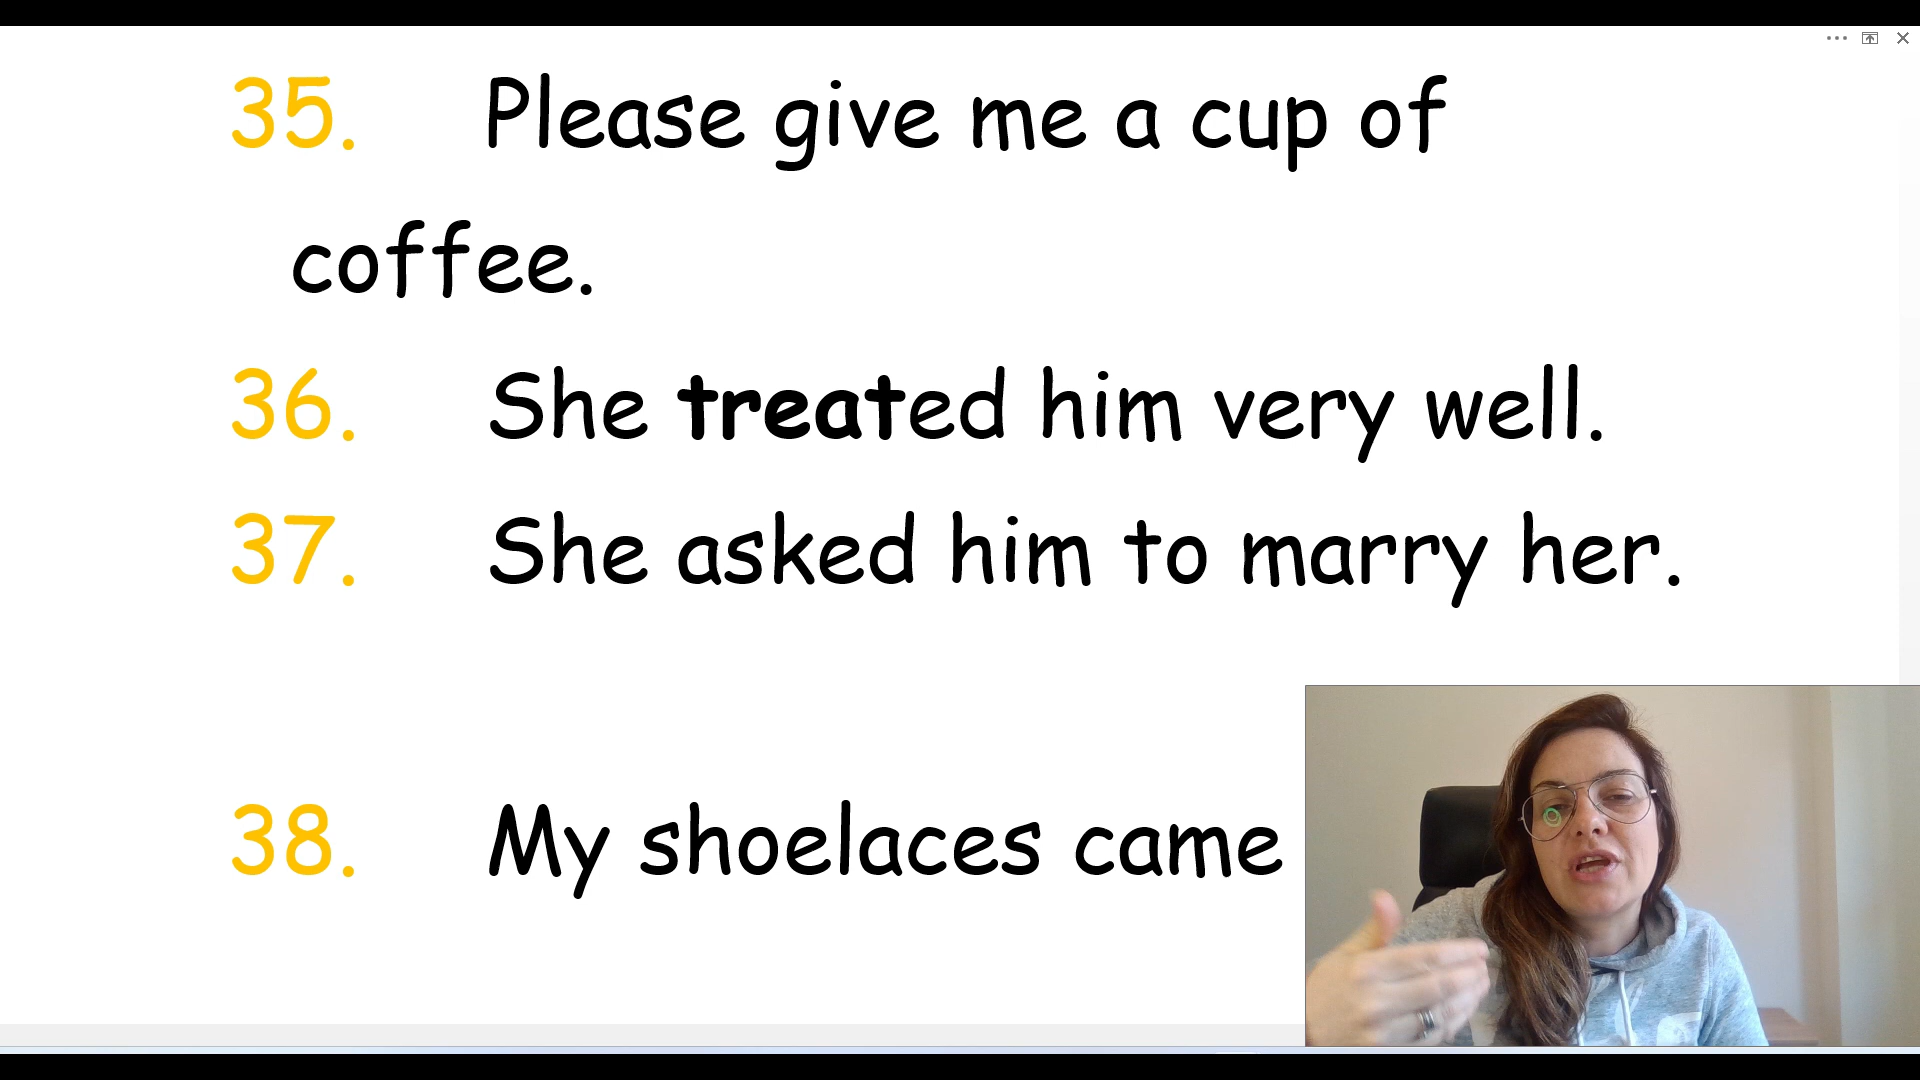 35. Please give me a cup of
coffee.
36. She treated him very well.
37. She asked him to marry her.
38. My shoelaces came